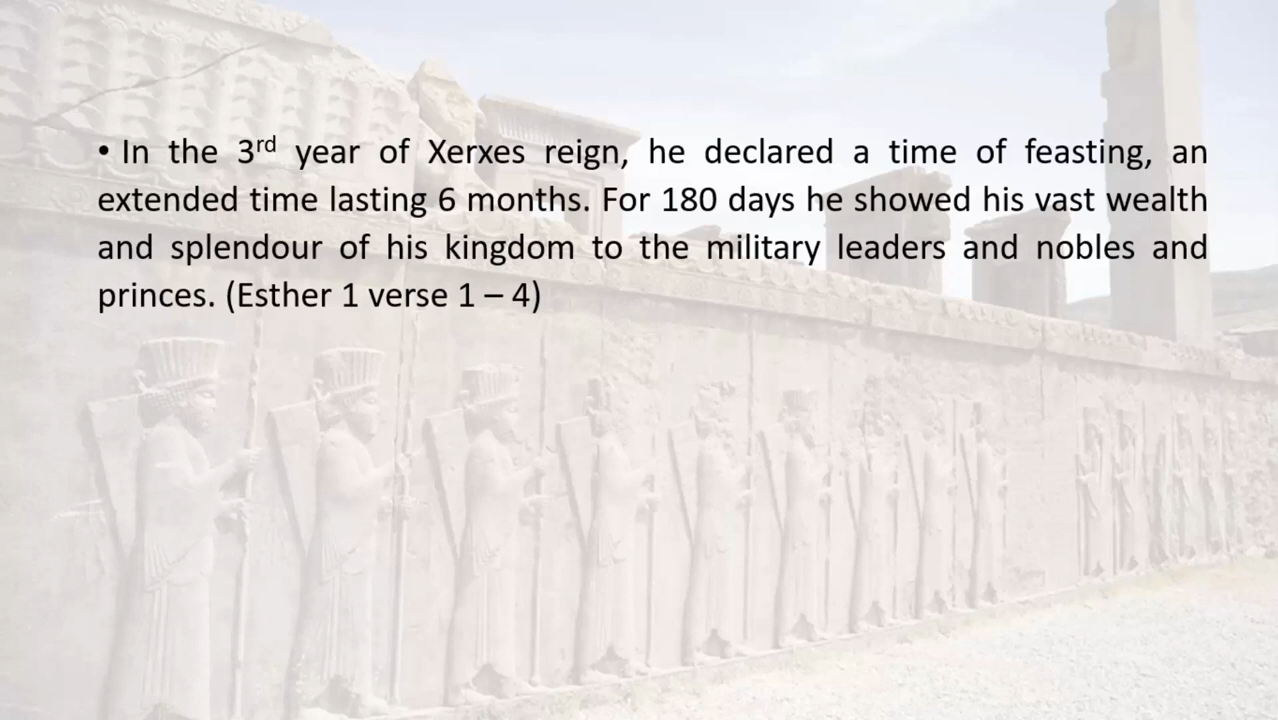 • In the 3rd year of Xerxes reign, he declared a time of feasting, an
extended time lasting 6 months. For 180 days he showed his vast wealth
and splendour of his kingdom to the military leaders and nobles and
princes. (Esther 1 verse 1 – 4)